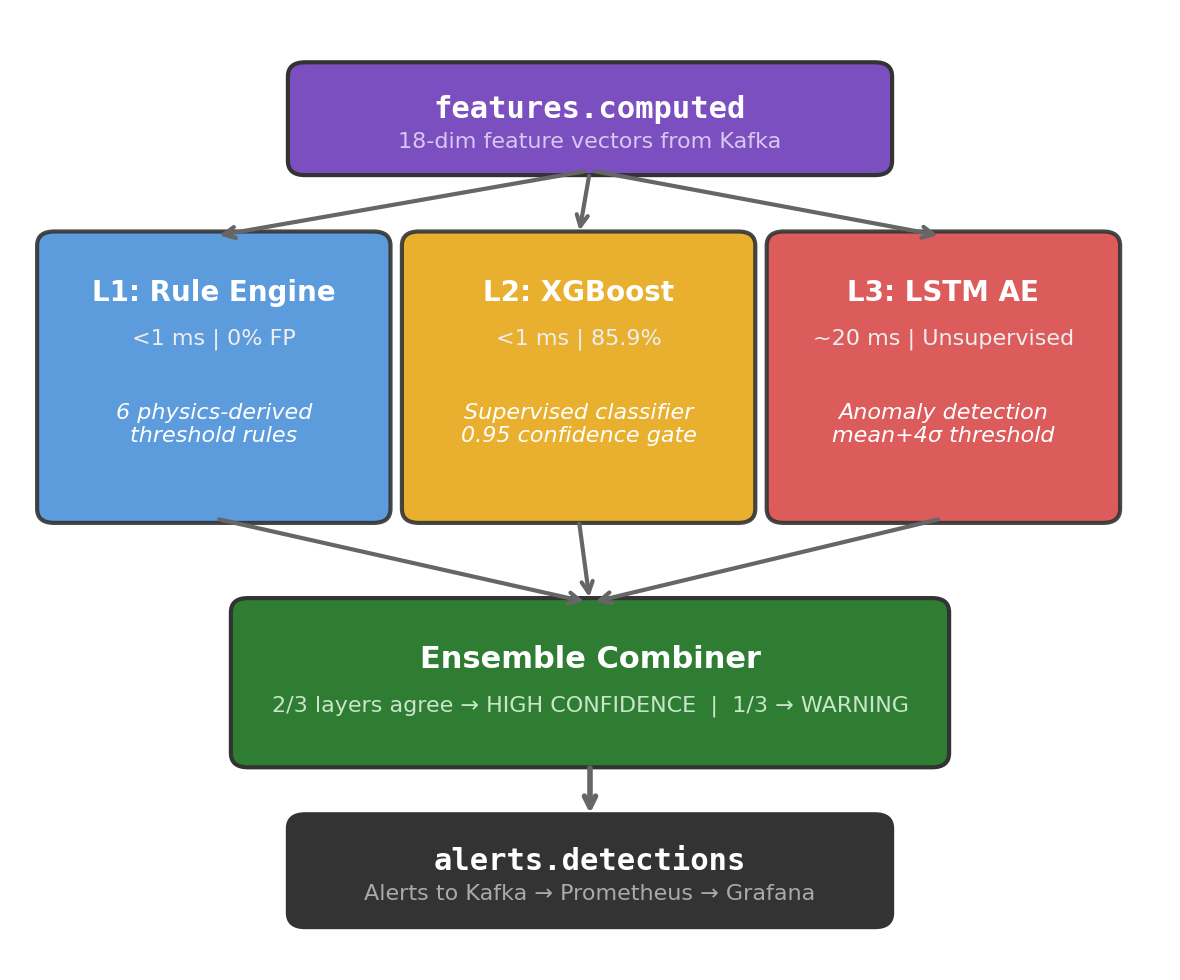 features.computed
18-dim feature vectors from Kafka
L1: Rule Engine
<1 ms | 0% FP
6 physics-derived
threshold rules
L2: XGBoost
<1 ms | 85.9%
Supervised classifier
0.95 confidence gate
L3: LSTM AE
~20 ms | Unsupervised
Anomaly detection
mean+4σ threshold
Ensemble Combiner
2/3 layers agree → HIGH CONFIDENCE | 1/3 → WARNING
alerts.detections
Alerts to Kafka → Prometheus → Grafana